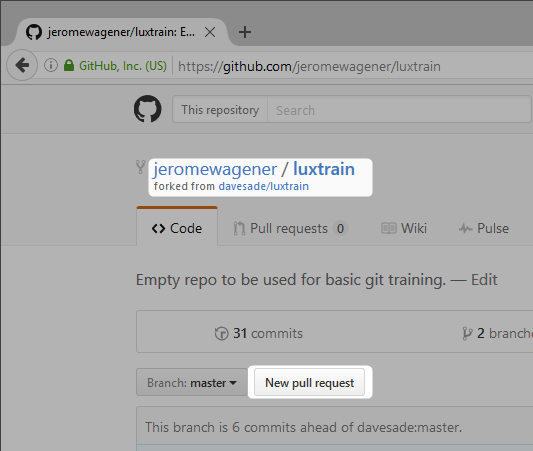 jeromewagener/luxtrain: E...
GitHub, Inc. (US) https://github.com/jeromewagener/luxtrain
This repository Search
jeromewagener / luxtrain
forked from davesade/luxtrain
Code Pull requests 0 Wiki Pulse
Empty repo to be used for basic git training. — Edit
31 commits 2 branche
Branch: master New pull request
This branch is 6 commits ahead of davesade:master.